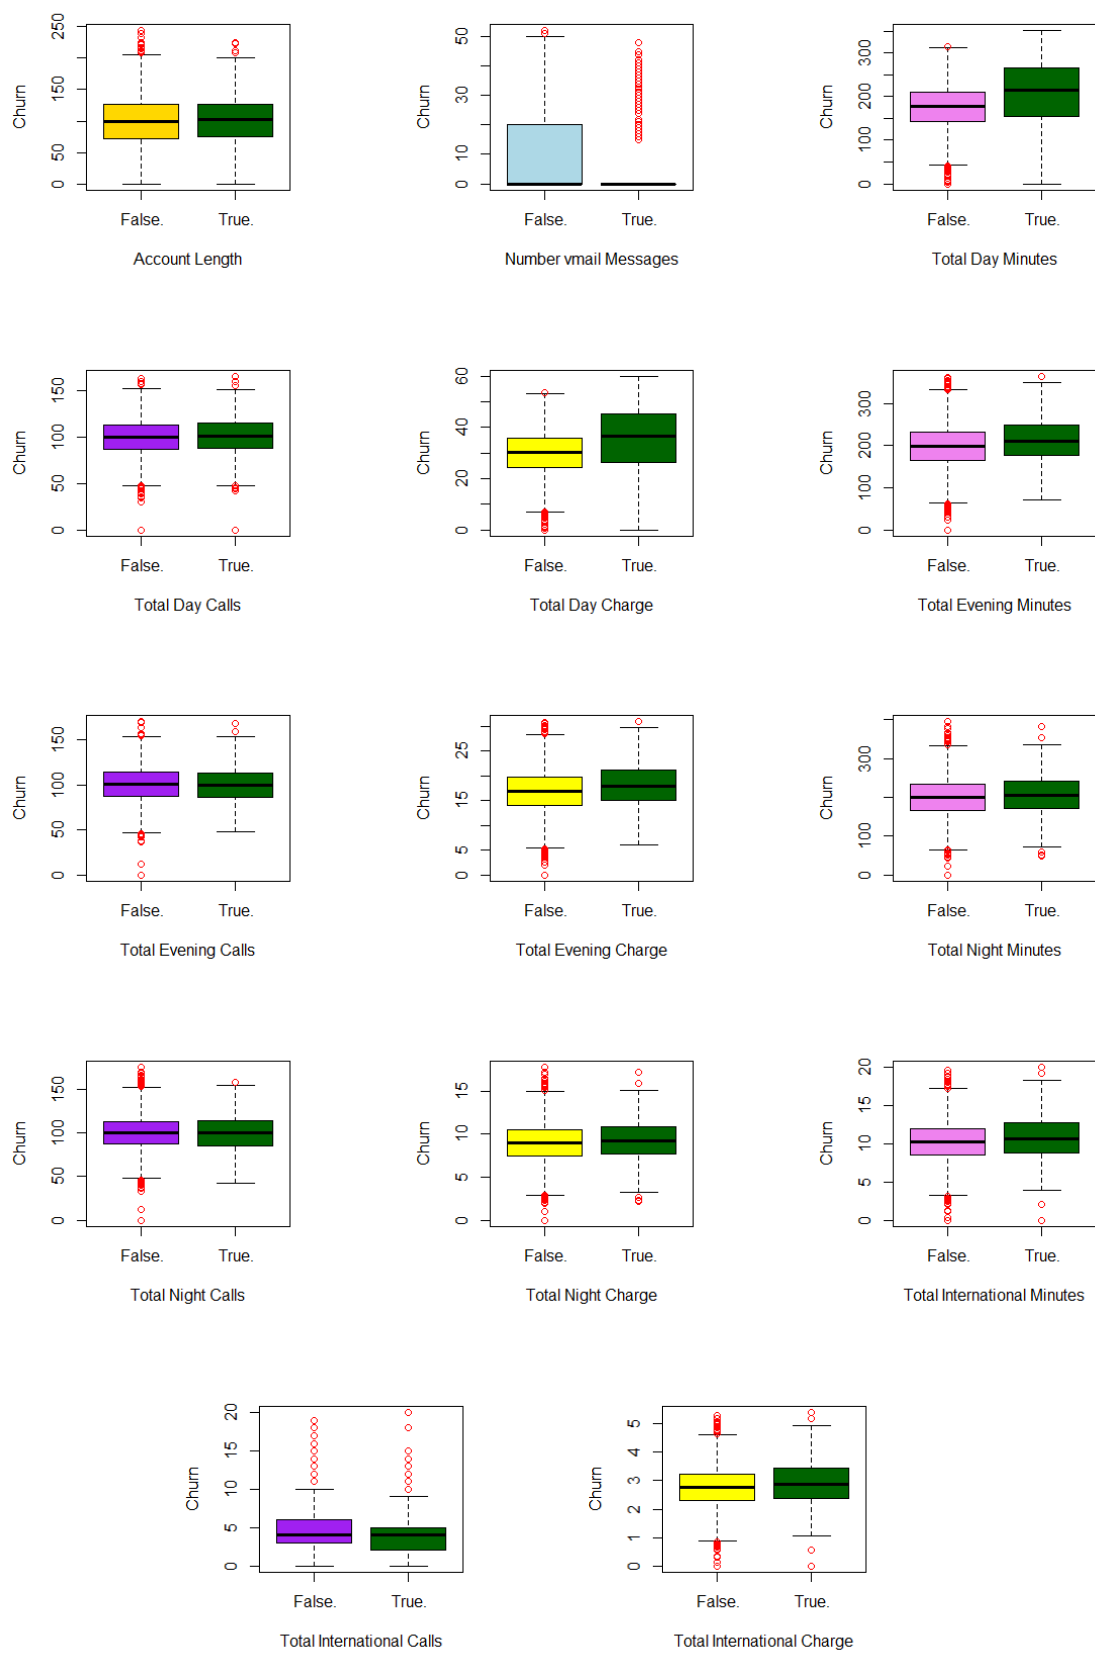 Churn
250
150
50
0
False. True.
Account Length
Churn
50
30
10
0
False. True.
Number vmail Messages
Churn
300
200
100
0
False. True.
Total Day Minutes
Churn
150
100
50
0
False. True.
Total Day Calls
Churn
60
40
20
0
False. True.
Total Day Charge
Churn
300
200
100
0
False. True.
Total Evening Minutes
Churn
150
100
50
0
False. True.
Total Evening Calls
Churn
25
15
5
0
False. True.
Total Evening Charge
Churn
300
100
0
False. True.
Total Night Minutes
Churn
150
100
50
0
False. True.
Total Night Calls
Churn
15
10
5
0
False. True.
Total Night Charge
Churn
20
15
10
5
0
False. True.
Total International Minutes
Churn
20
15
10
5
0
False. True.
Total International Calls
Churn
5
4
3
2
1
0
False. True.
Total International Charge